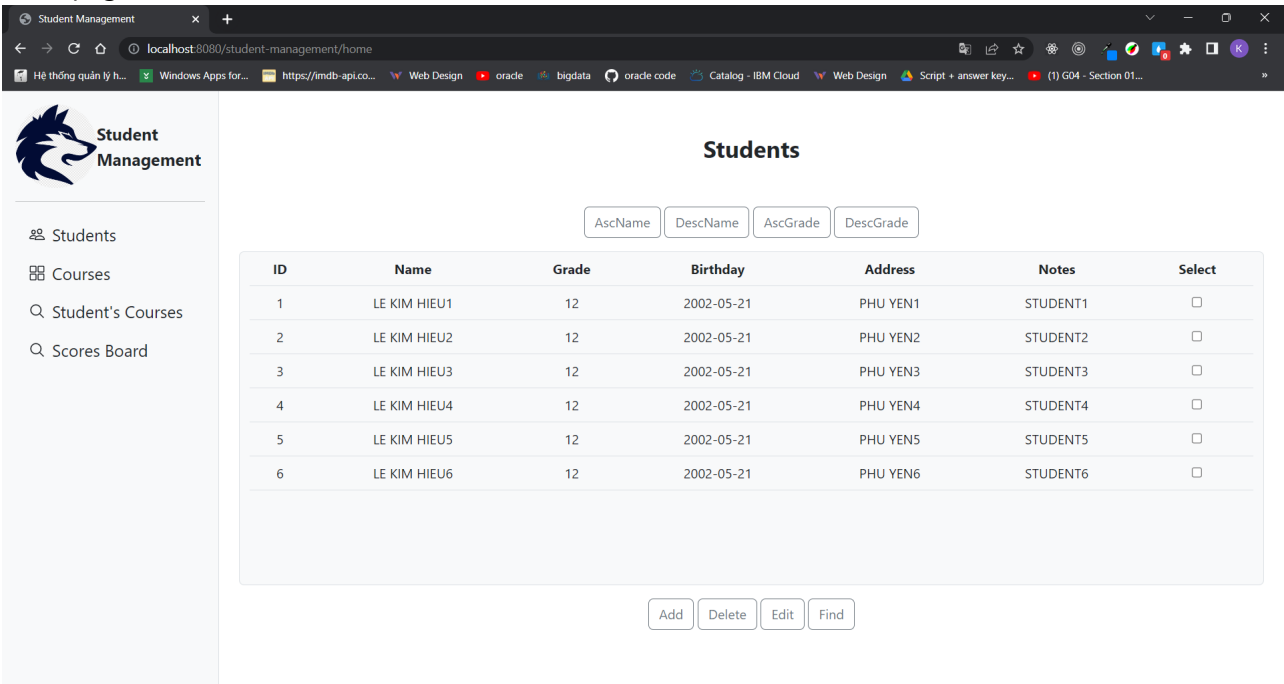 Student Management
localhost:8080/student-management/home
K
Hệ thống quản lý h... Windows Apps for... https://imdb-api.co... Web Design oracle bigdata oracle code Catalog - IBM Cloud Web Design Script + answer key... (1) G04 - Section 01... »
Student
Management
Students
Courses
Student's Courses
Scores Board
Students
AscName DescName AscGrade DescGrade
ID Name Grade Birthday Address Notes Select
1 LE KIM HIEU1 12 2002-05-21 PHU YEN1 STUDENT1
2 LE KIM HIEU2 12 2002-05-21 PHU YEN2 STUDENT2
3 LE KIM HIEU3 12 2002-05-21 PHU YEN3 STUDENT3
4 LE KIM HIEU4 12 2002-05-21 PHU YEN4 STUDENT4
5 LE KIM HIEU5 12 2002-05-21 PHU YEN5 STUDENT5
6 LE KIM HIEU6 12 2002-05-21 PHU YEN6 STUDENT6
Add Delete Edit Find